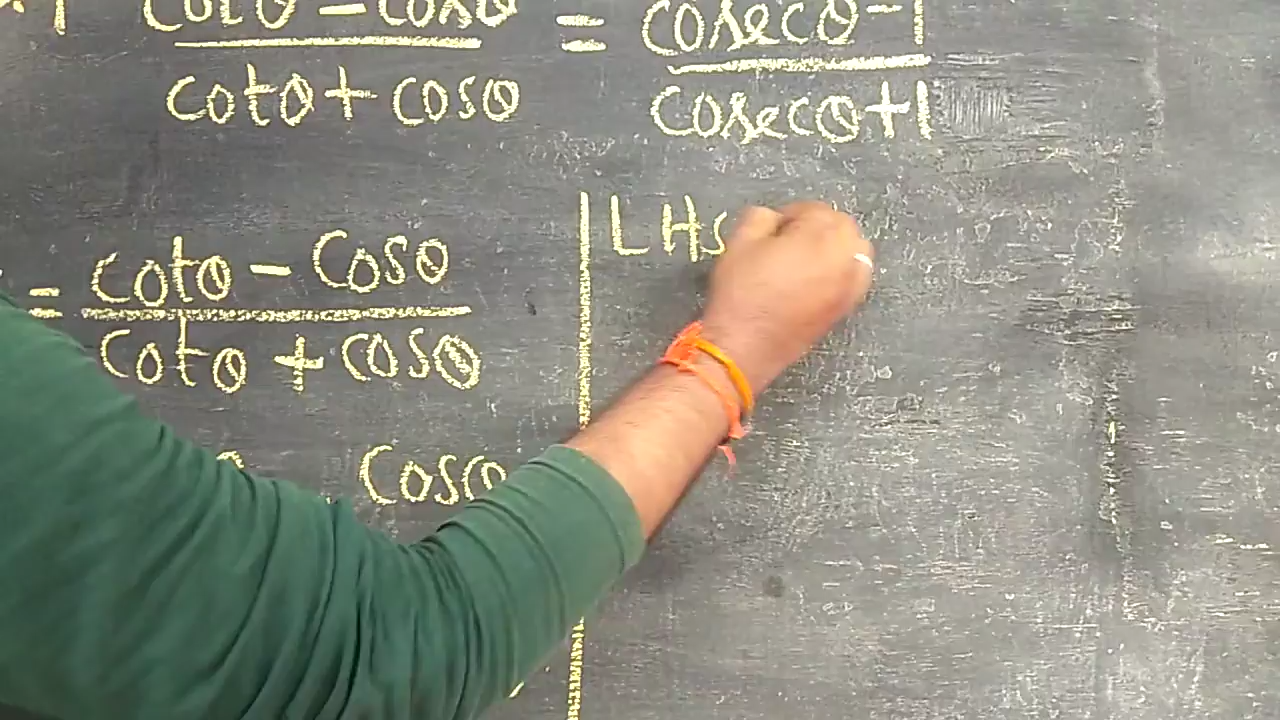 cotθ - cosθ = cosecθ-1
cotθ+cosθ cosecθ+1
= cotθ - Cosθ
cotθ + cosθ
Cosθ
LHS